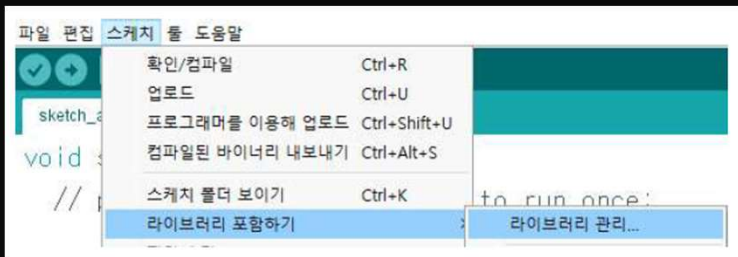 파일 편집 스케치 툴 도움말
확인/컴파일 Ctrl+R
업로드 Ctrl+U
sketch_a
프로그래머를 이용해 업로드 Ctrl+Shift+U
void
컴파일된 바이너리 내보내기 Ctrl+Alt+S
// 스케치 폴더 보이기 Ctrl+K to run once:
라이브러리 포함하기 라이브러리 관리...